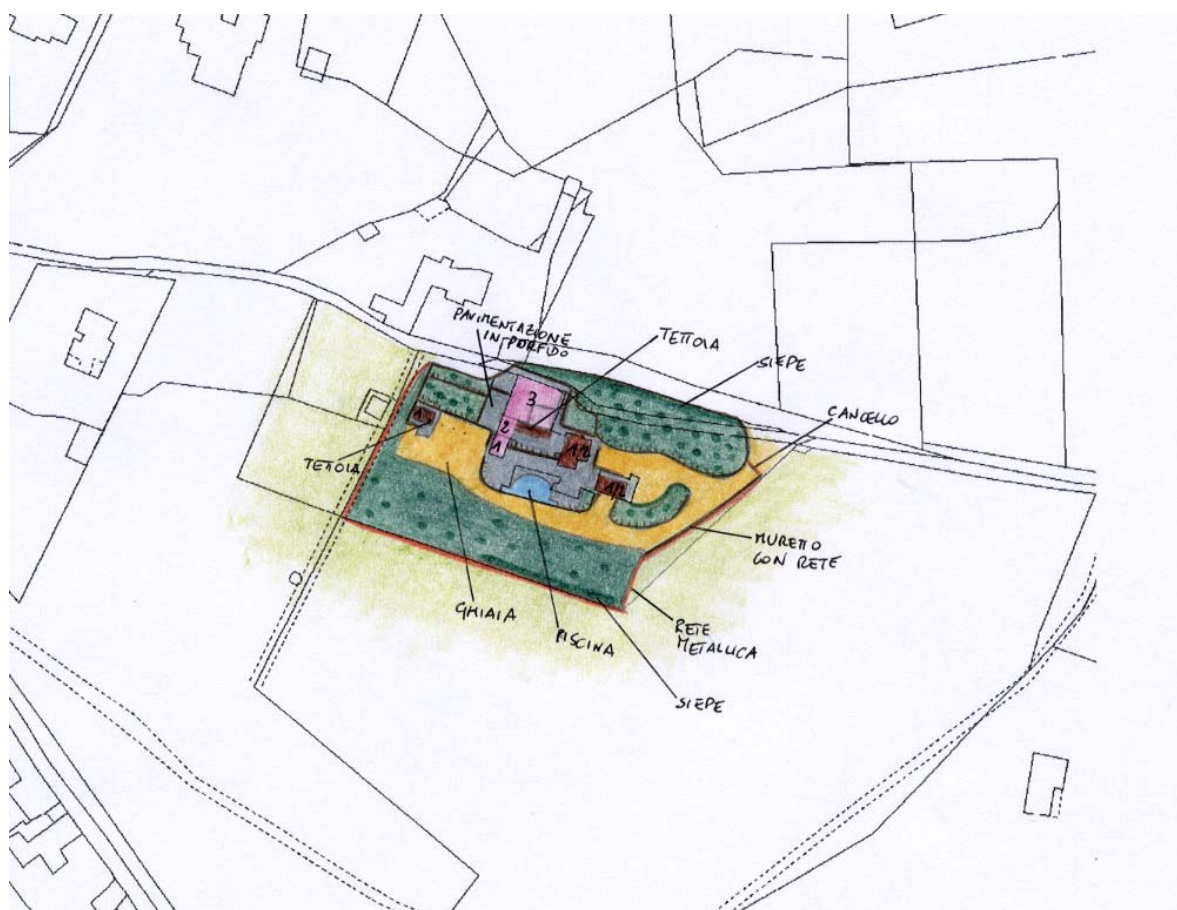 PAVIMENTAZIONE
IN PORFIDO
TETTOIA
SIEPE
CANCELLO
3
2
1
1
1/2
1/2
TETTOIA
MURETTO
CON RETE
GHIAIA
PISCINA
RETE
METALLICA
SIEPE